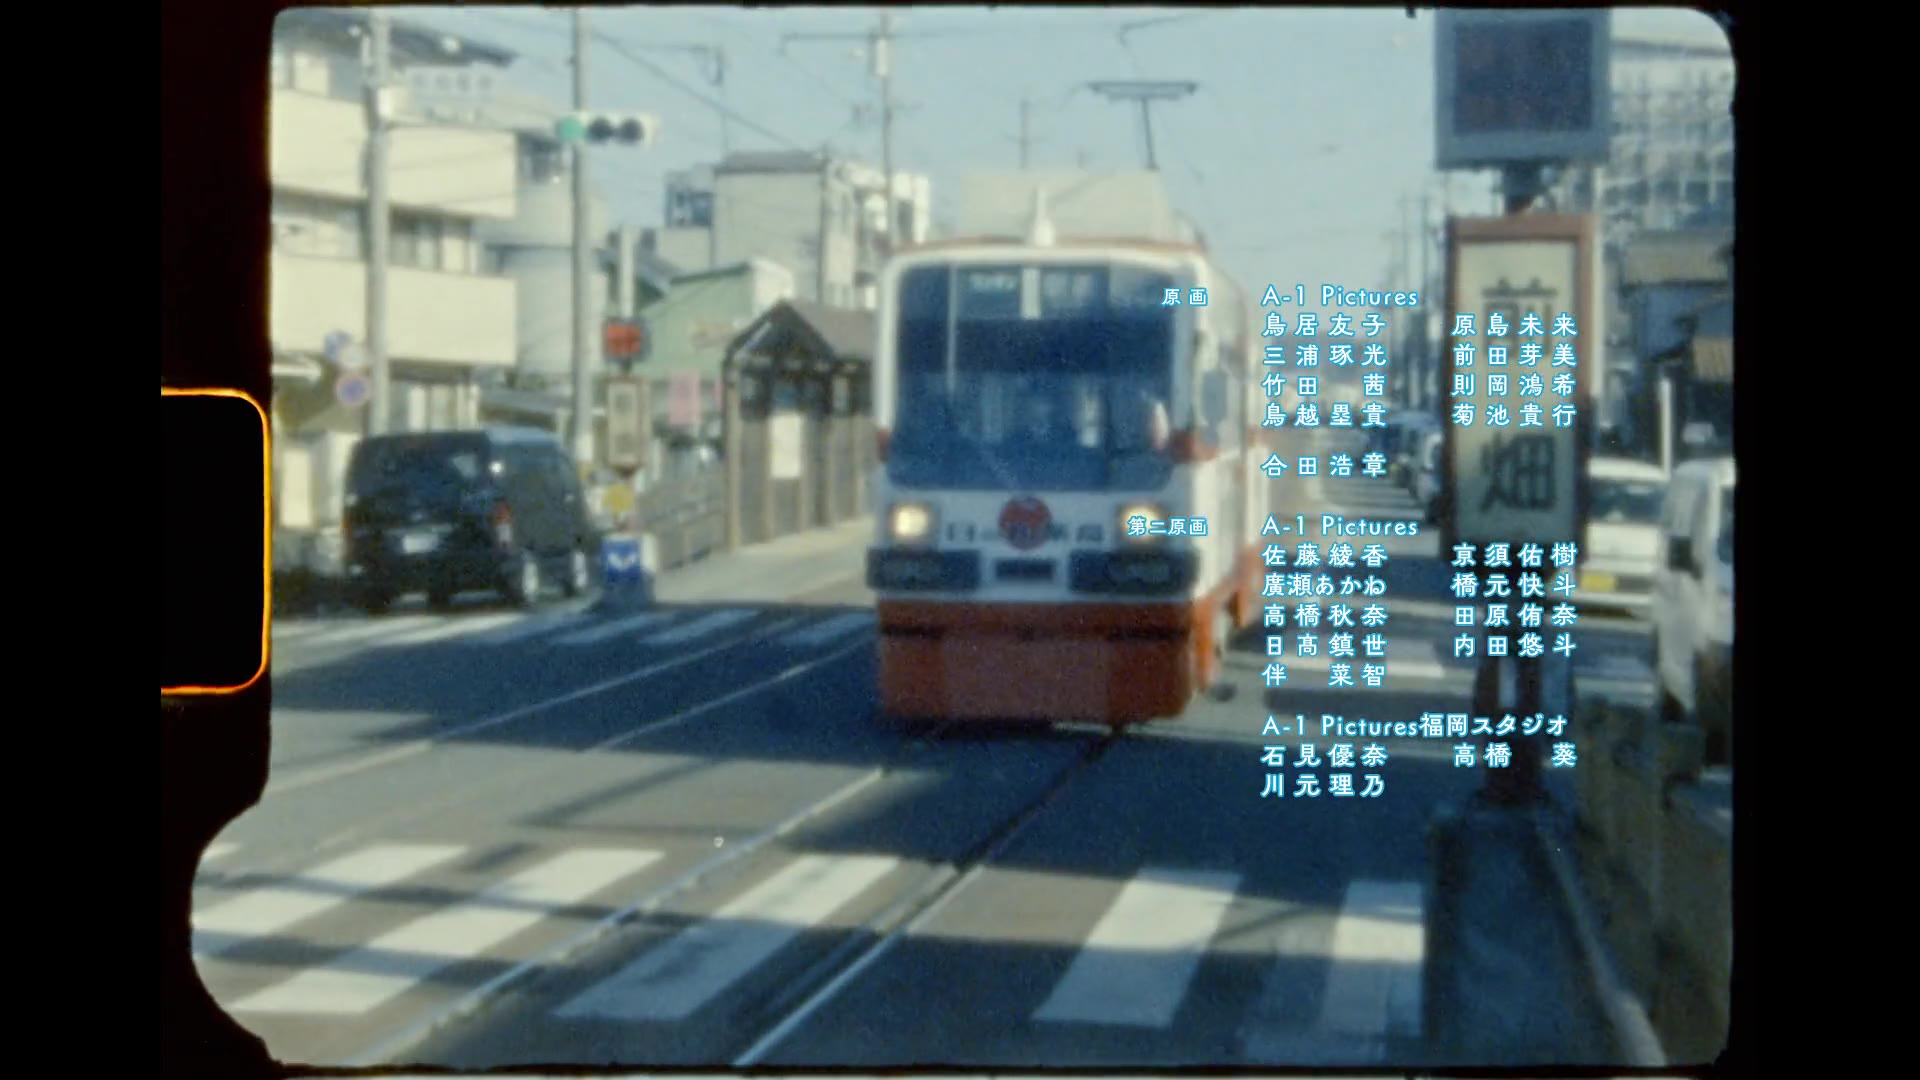 原画 A-1 Pictures
鳥居友子 原島未来
三浦琢光 前田芽美
竹田 茜 則岡鴻希
鳥越塁貴 菊池貴行
合田浩章
第二原画 A-1 Pictures
佐藤綾香 京須佑樹
廣瀬あかね 橋元快斗
高橋秋奈 田原侑奈
日髙鎮世 内田悠斗
伴 菜智
A-1 Pictures福岡スタジオ
石見優奈 高橋 葵
川元理乃
前畑